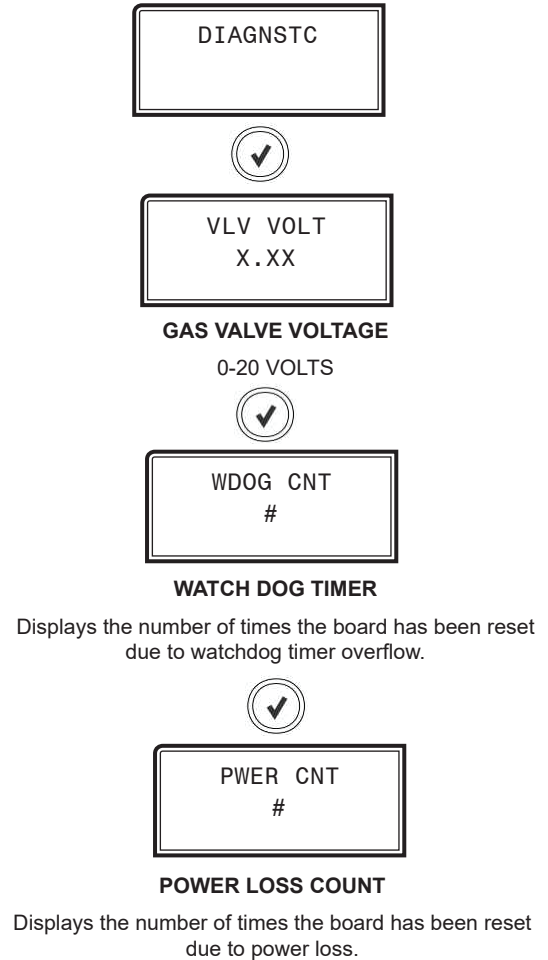 DIAGNSTC
VLV VOLT
X.XX
GAS VALVE VOLTAGE
0-20 VOLTS
WDOG CNT
#
WATCH DOG TIMER
Displays the number of times the board has been reset
due to watchdog timer overflow.
PWER CNT
#
POWER LOSS COUNT
Displays the number of times the board has been reset
due to power loss.